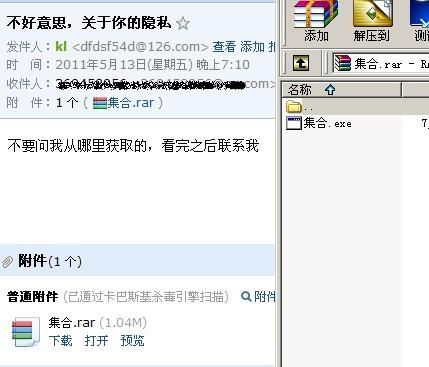 不好意思，关于你的隐私
发件人：kl <dfdsf54d@126.com> 查看 添加
时 间：2011年5月13日(星期五) 晚上7:10
收件人：
附 件：1 个 ( 集合.rar )
不要问我从哪里获取的，看完之后联系我
附件(1 个)
普通附件 (已通过卡巴斯基杀毒引擎扫描) 附件
集合.rar (1.04M)
下载 打开 预览
添加 解压到
集合.rar - R
名称
..
集合.exe 7